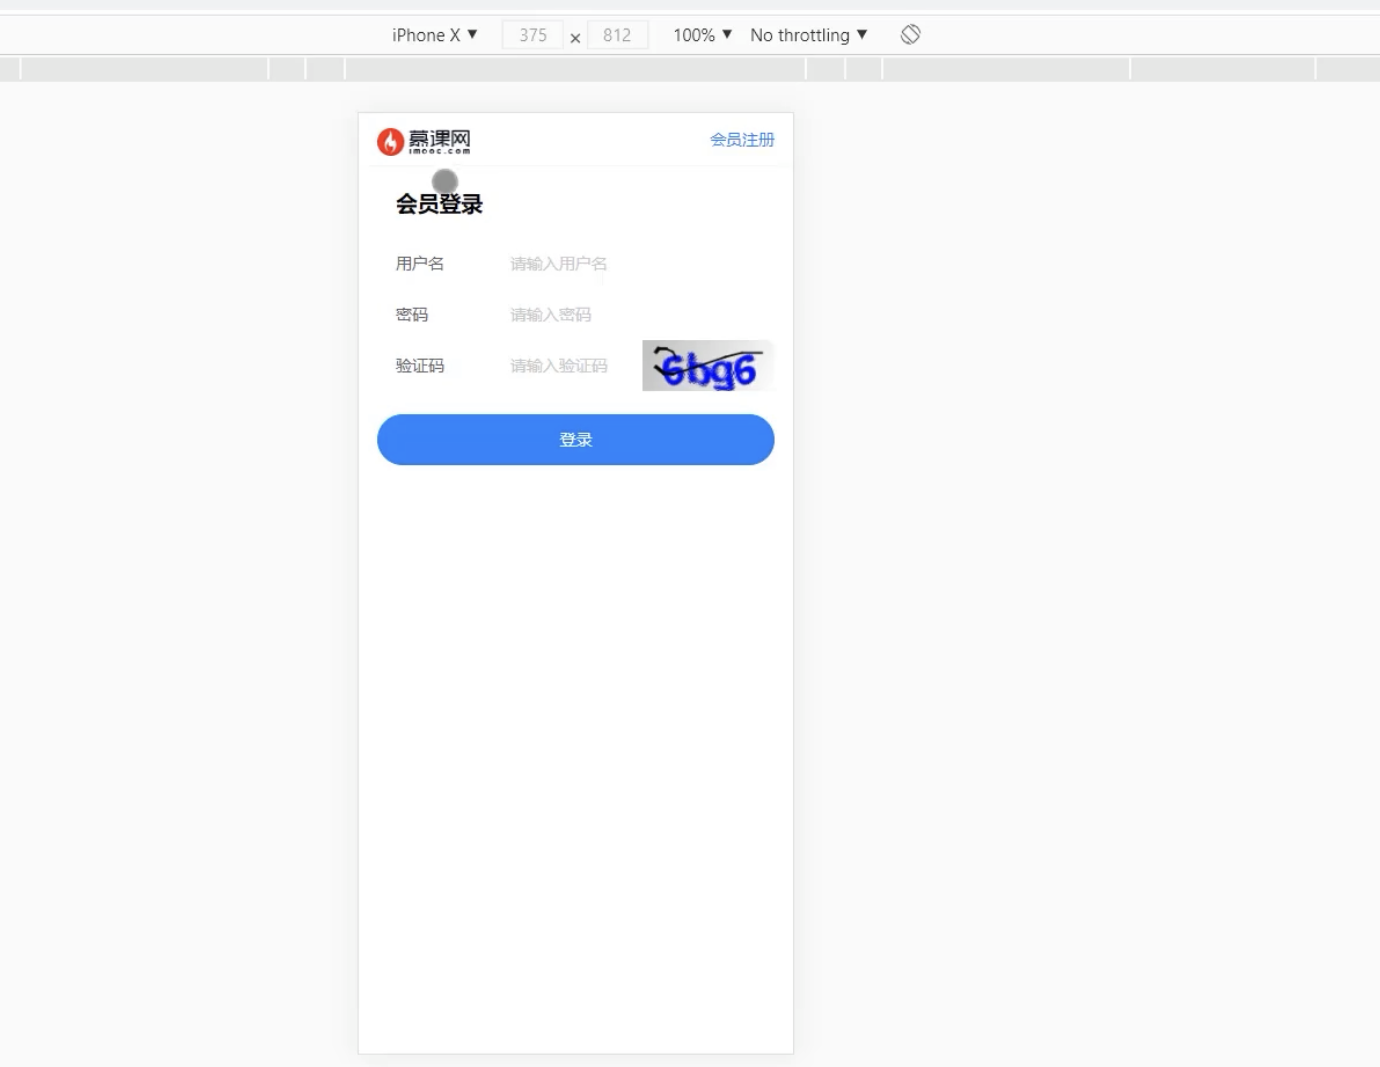 iPhone X ▼ 375 × 812 100% ▼ No throttling ▼
慕课网 会员注册
imooc.com
会员登录
用户名 请输入用户名
密码 请输入密码
验证码 请输入验证码 6bg6
登录